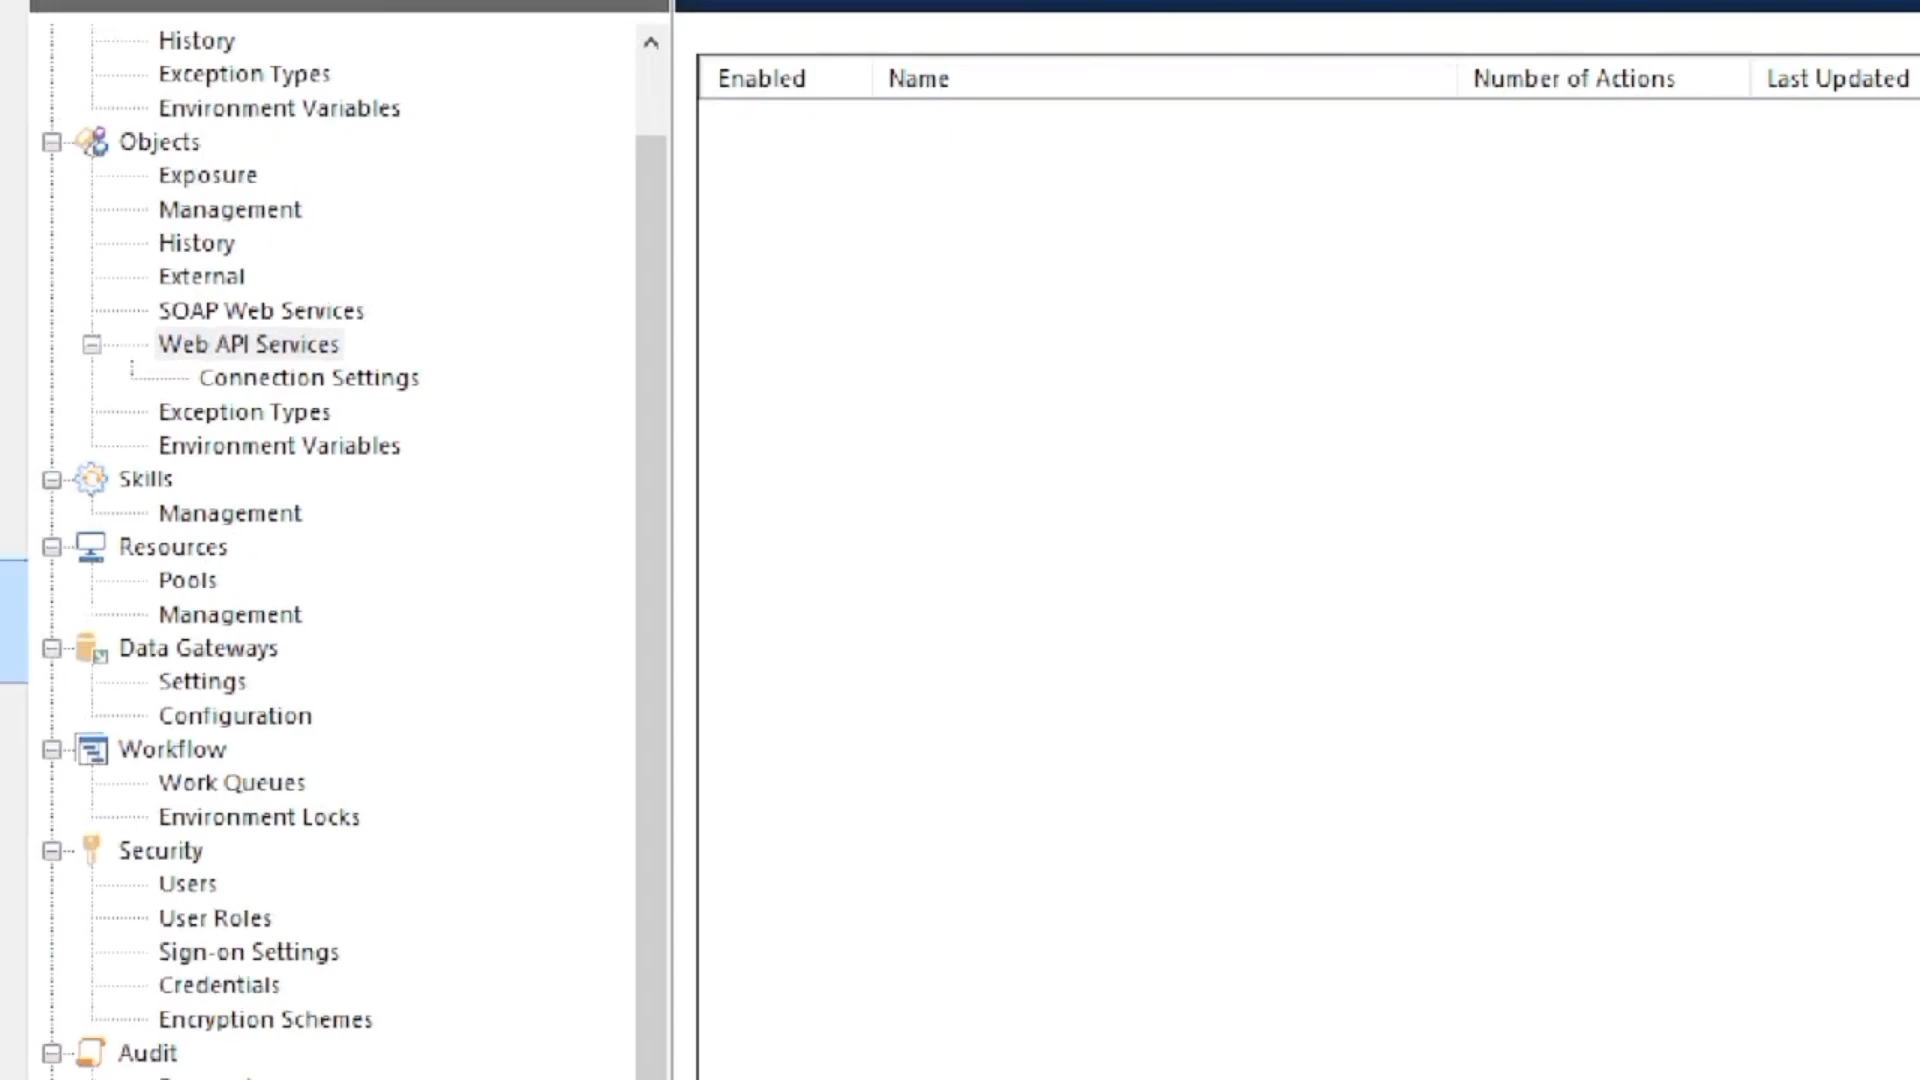 History
Exception Types
Environment Variables
Objects
Exposure
Management
History
External
SOAP Web Services
Web API Services
Connection Settings
Exception Types
Environment Variables
Skills
Management
Resources
Pools
Management
Data Gateways
Settings
Configuration
Workflow
Work Queues
Environment Locks
Security
Users
User Roles
Sign-on Settings
Credentials
Encryption Schemes
Audit
Enabled Name Number of Actions Last Updated